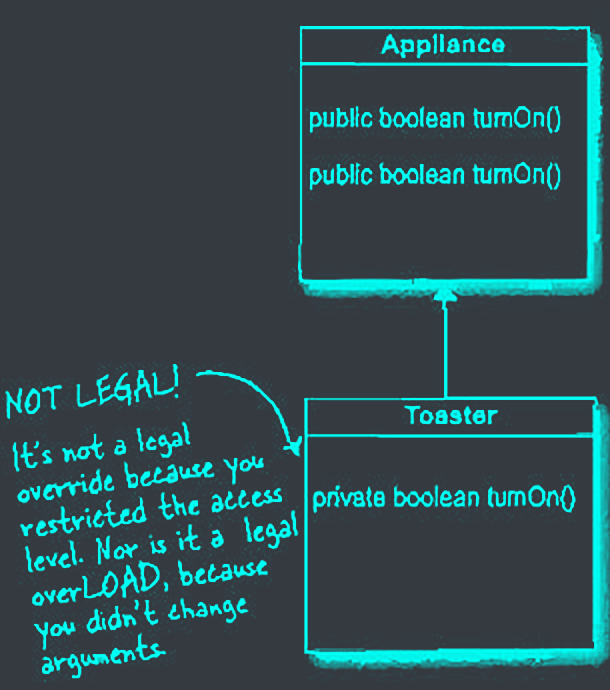 Appliance
public boolean turnOn()
public boolean turnOn()
NOT LEGAL!
It's not a legal
override because you
restricted the access
level. Nor is it a legal
overLOAD, because
you didn't change
arguments.
Toaster
private boolean turnOn()